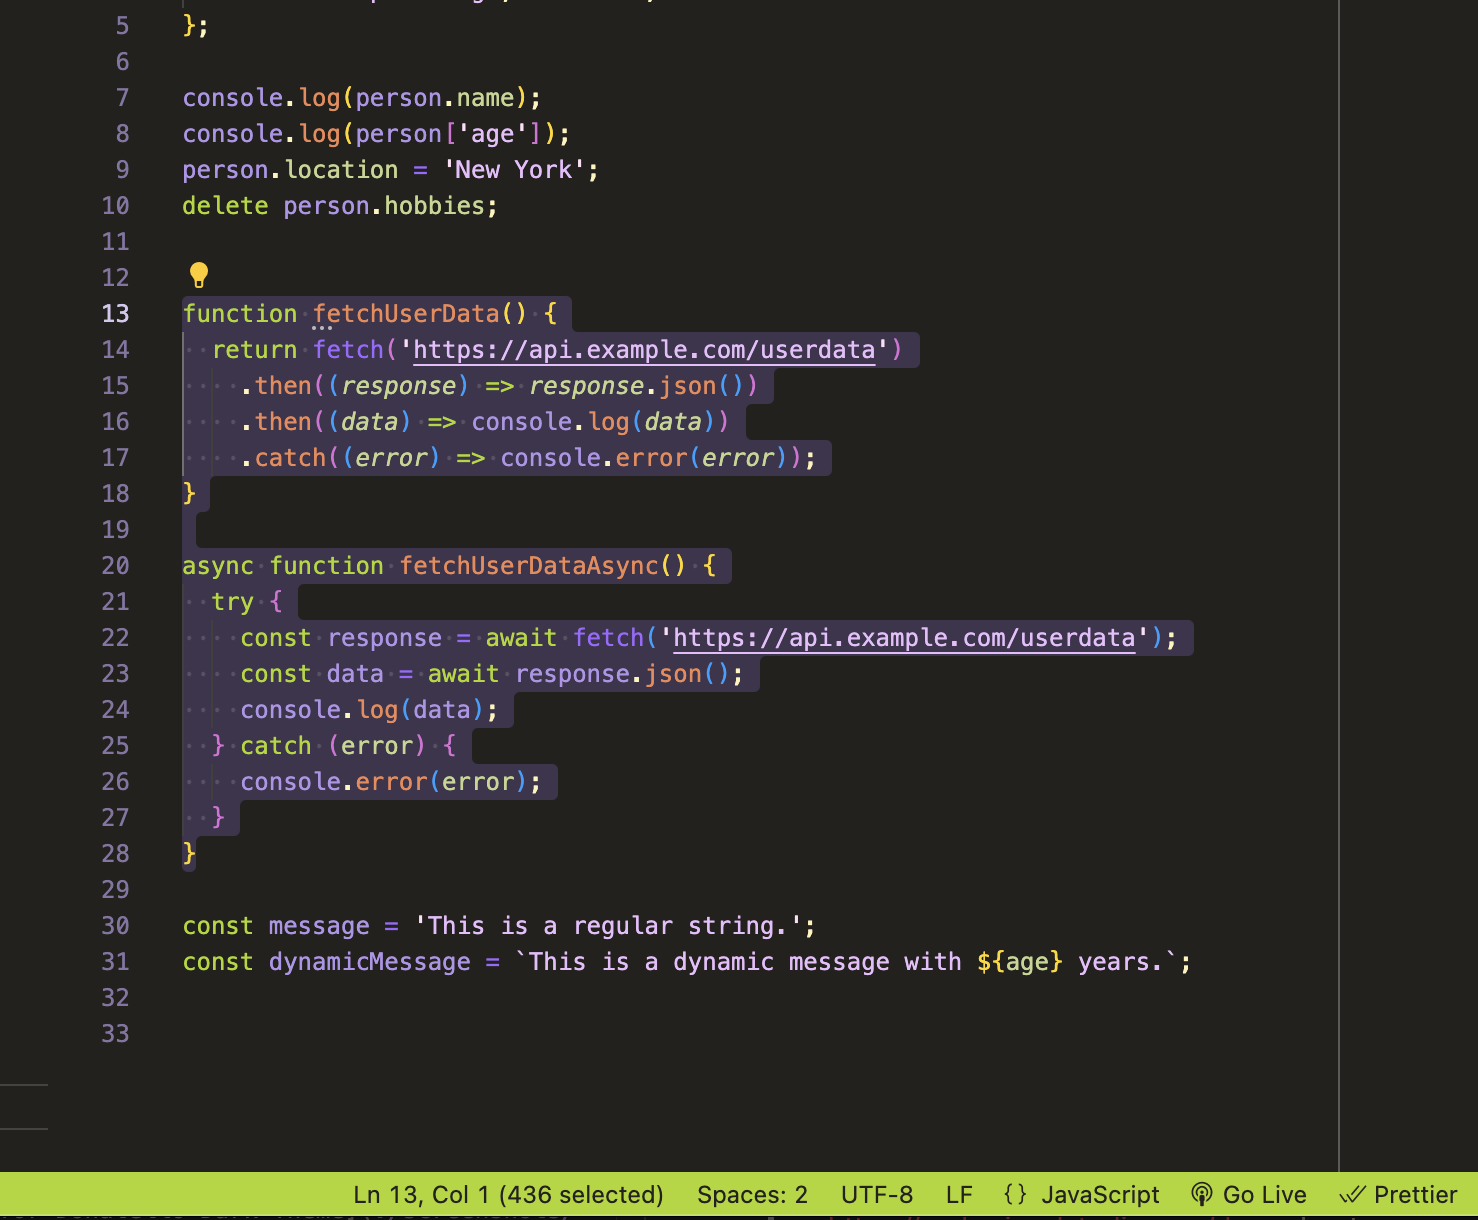 5 };
6
7 console.log(person.name);
8 console.log(person['age']);
9 person.location = 'New York';
10 delete person.hobbies;
11
12
13 function fetchUserData() {
14   return fetch('https://api.example.com/userdata')
15     .then((response) => response.json())
16     .then((data) => console.log(data))
17     .catch((error) => console.error(error));
18 }
19
20 async function fetchUserDataAsync() {
21   try {
22     const response = await fetch('https://api.example.com/userdata');
23     const data = await response.json();
24     console.log(data);
25   } catch (error) {
26     console.error(error);
27   }
28 }
29
30 const message = 'This is a regular string.';
31 const dynamicMessage = `This is a dynamic message with ${age} years.`;
32
33
Ln 13, Col 1 (436 selected) Spaces: 2 UTF-8 LF {} JavaScript Go Live Prettier